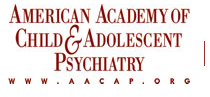 AMERICAN ACADEMY OF
CHILD & ADOLESCENT
PSYCHIATRY
WWW.AACAP.ORG